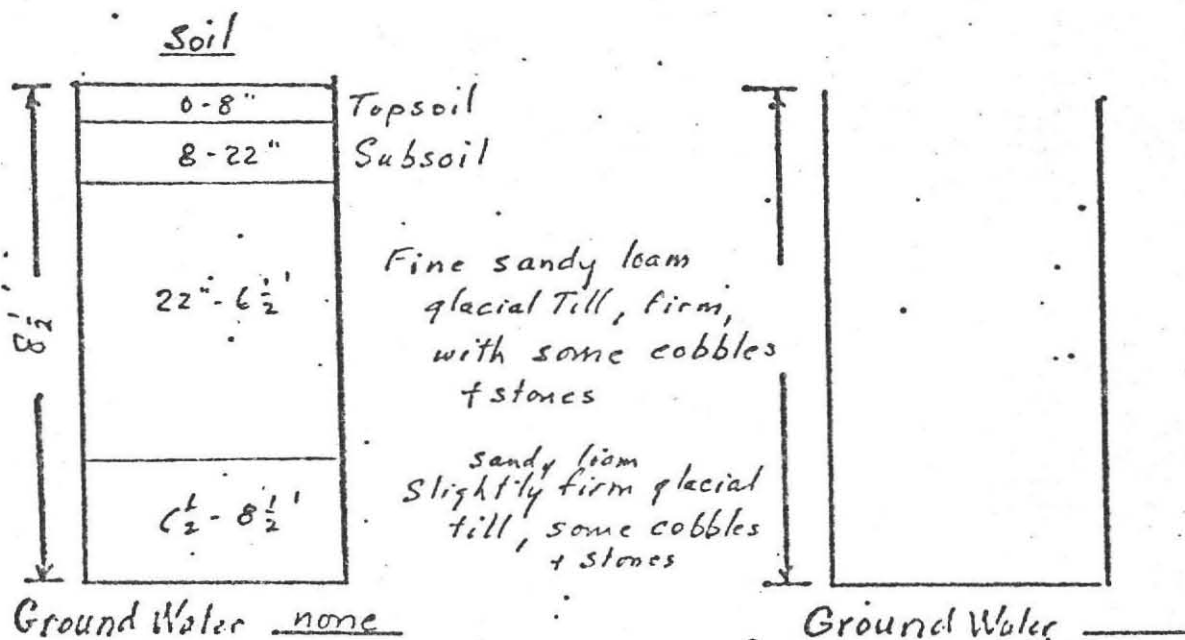 Soil
0-8" Topsoil
8-22" Subsoil
8½'
22"-6½'
Fine sandy loam
glacial Till, firm,
with some cobbles
+ stones
6½-8½'
sandy loam
Slightly firm glacial
till, some cobbles
+ stones
Ground Water none
Ground Water